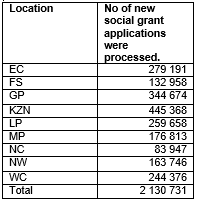 Location No of new
social grant
applications
were
processed.
EC 279 191
FS 132 958
GP 344 674
KZN 445 368
LP 259 658
MP 176 813
NC 83 947
NW 163 746
WC 244 376
Total 2 130 731